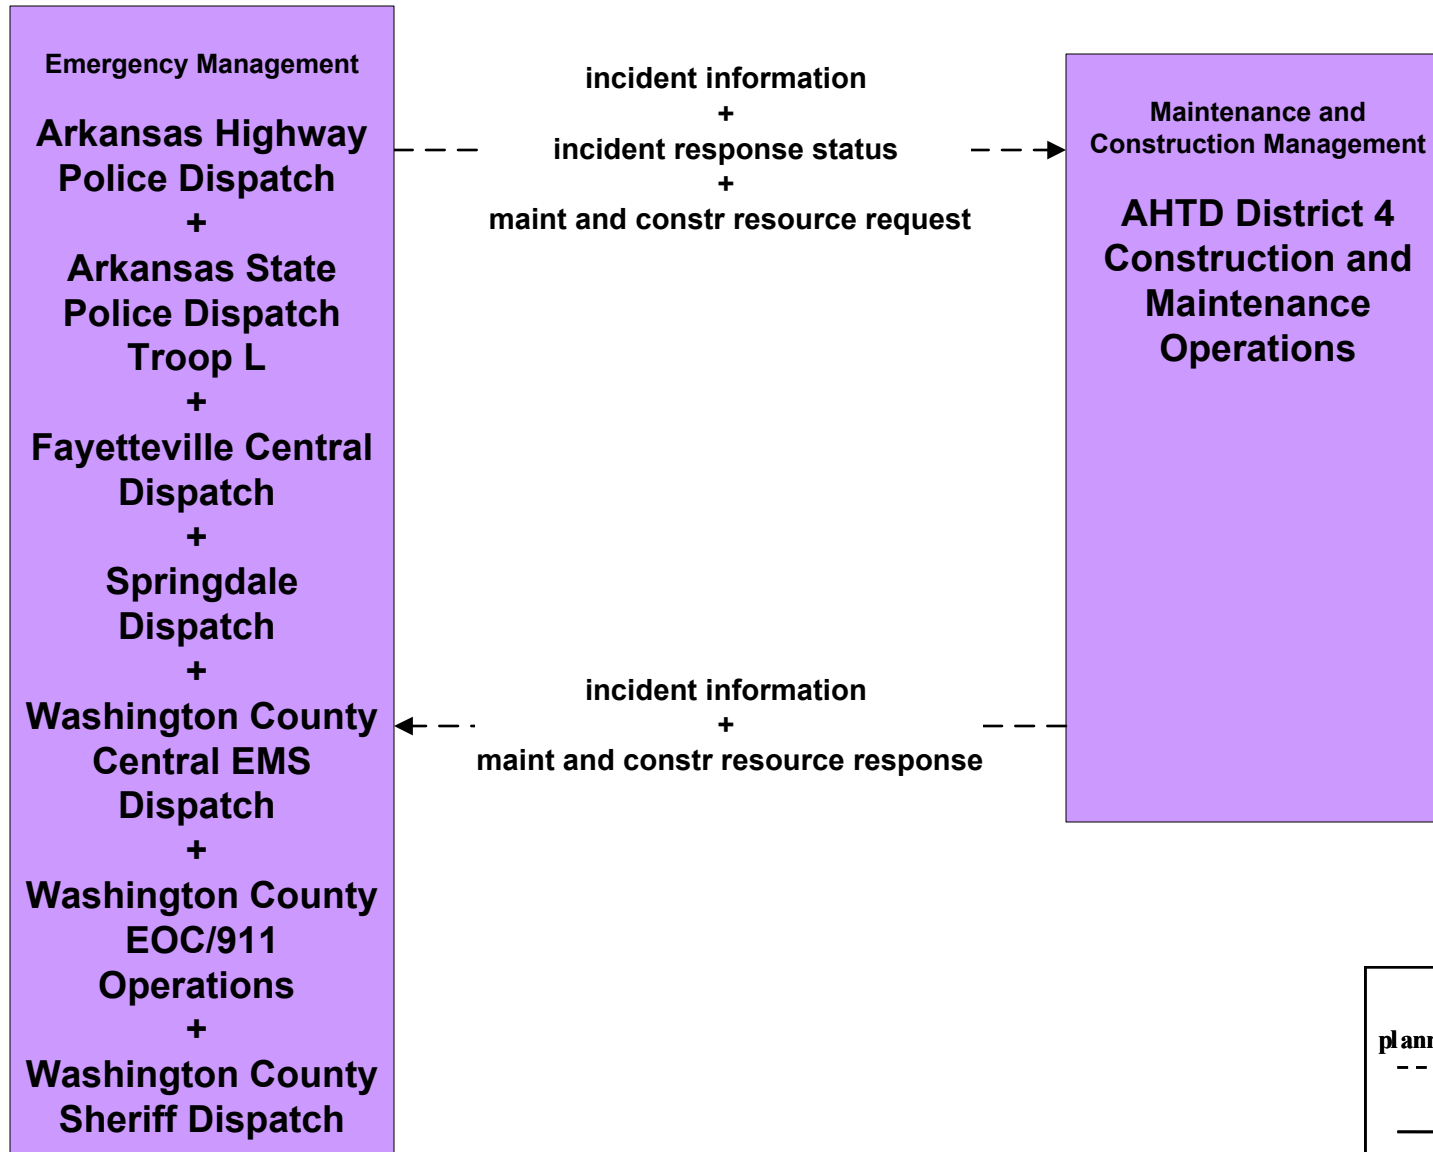 Emergency Management
Arkansas Highway
Police Dispatch
+
Arkansas State
Police Dispatch
Troop L
+
Fayetteville Central
Dispatch
+
Springdale
Dispatch
+
Washington County
Central EMS
Dispatch
+
Washington County
EOC/911
Operations
+
Washington County
Sheriff Dispatch
incident information
+
incident response status
+
maint and constr resource request
incident information
+
maint and constr resource response
Maintenance and
Construction Management
AHTD District 4
Construction and
Maintenance
Operations